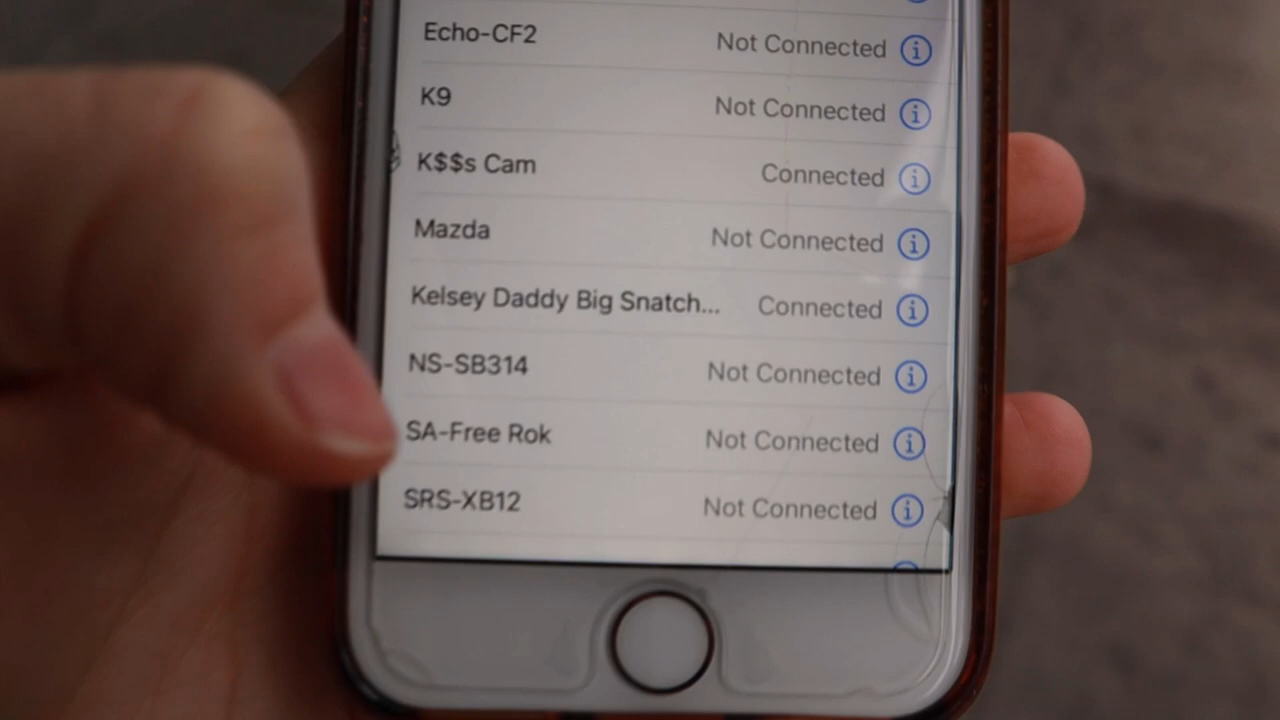 Echo-CF2 Not Connected
K9 Not Connected
K$$s Cam Connected
Mazda Not Connected
Kelsey Daddy Big Snatch... Connected
NS-SB314 Not Connected
SA-Free Rok Not Connected
SRS-XB12 Not Connected